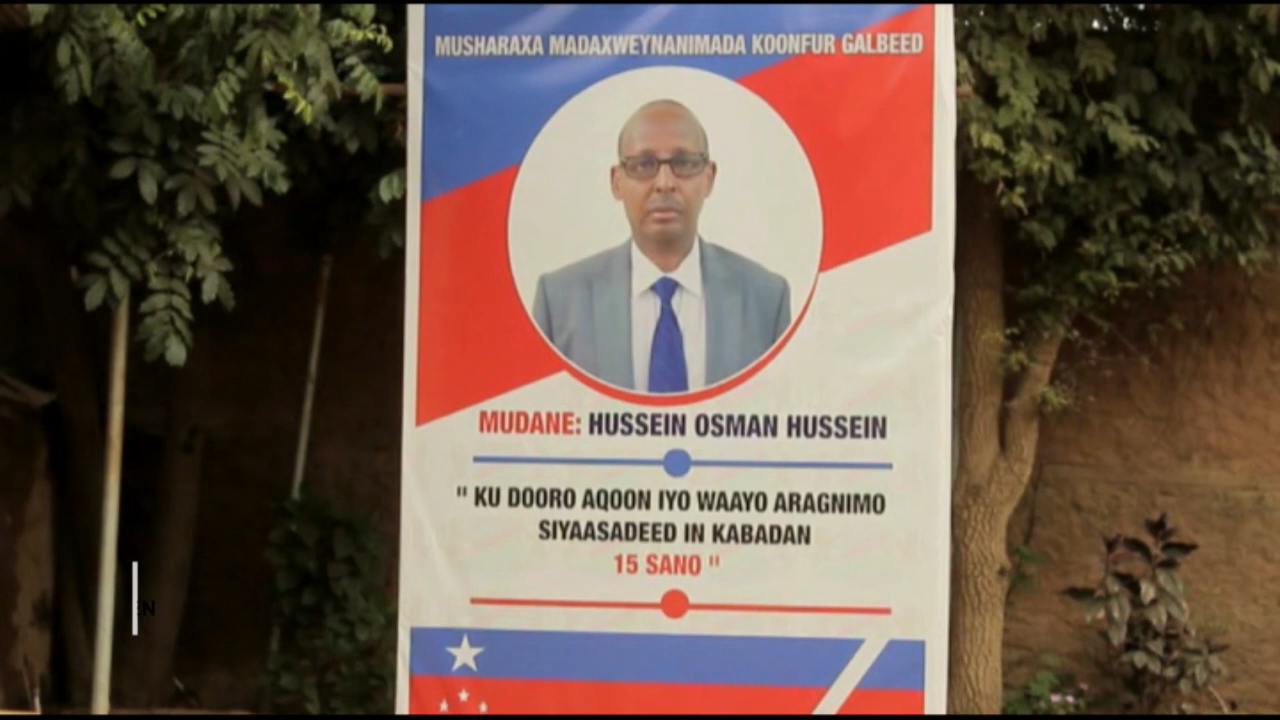 MUSHARAXA MADAXWEYNANIMADA KOONFUR GALBEED
MUDANE: HUSSEIN OSMAN HUSSEIN
" KU DOORO AQOON IYO WAAYO ARAGNIMO
SIYAASADEED IN KABADAN
15 SANO "